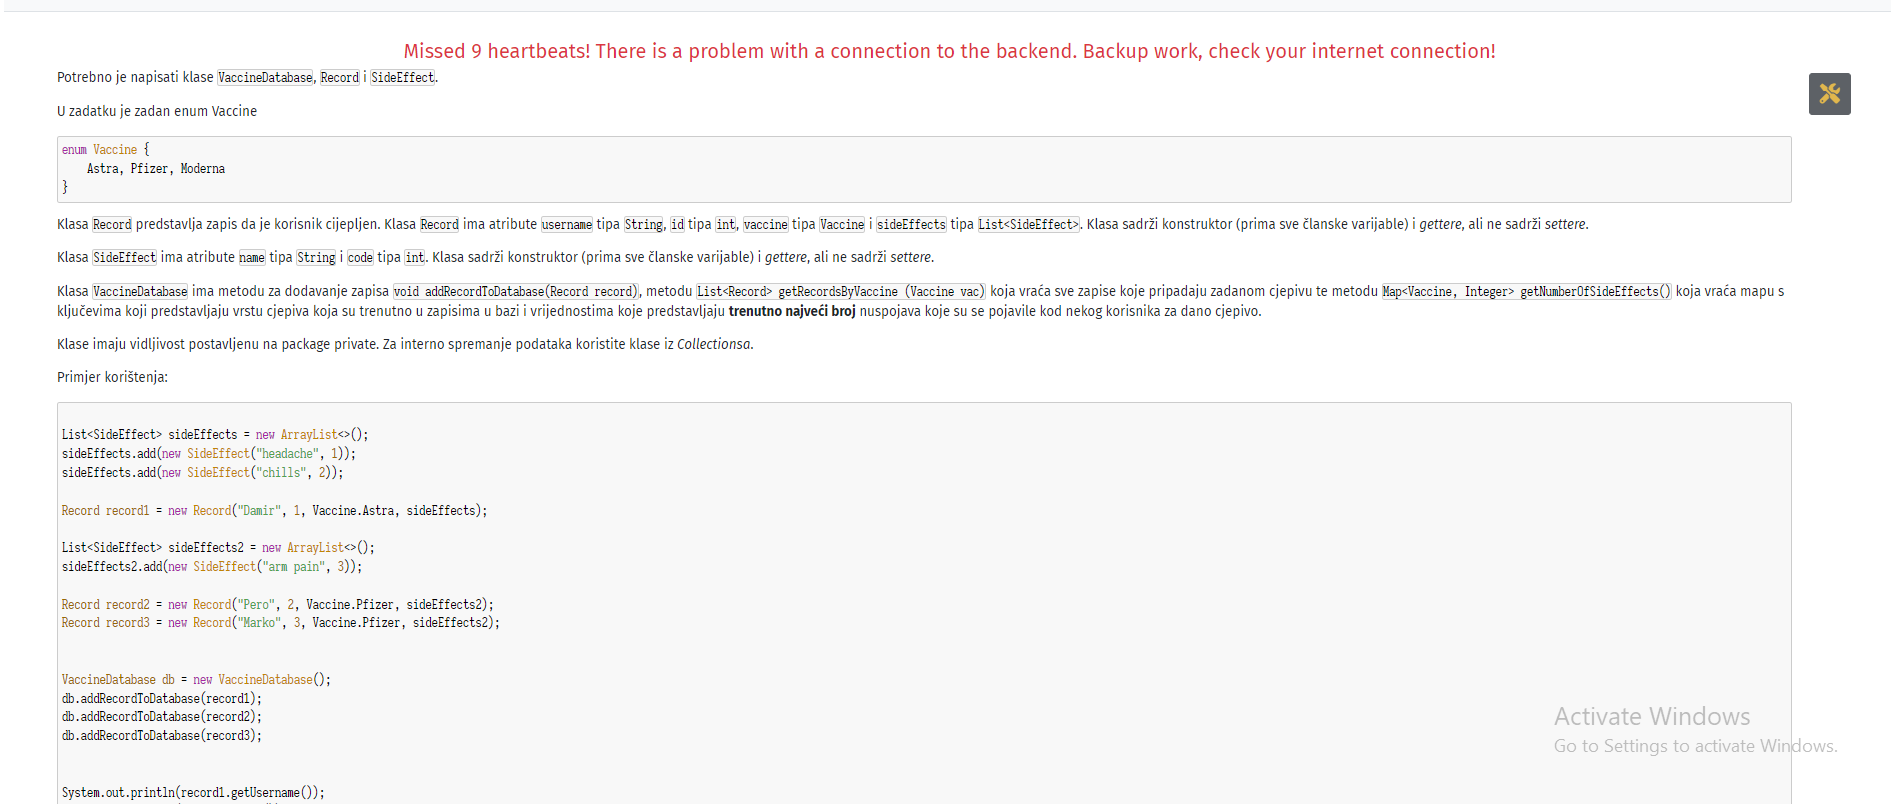 Missed 9 heartbeats! There is a problem with a connection to the backend. Backup work, check your internet connection!
Potrebno je napisati klase VaccineDatabase, Record i SideEffect.
U zadatku je zadan enum Vaccine
enum Vaccine {
    Astra, Pfizer, Moderna
}
Klasa Record predstavlja zapis da je korisnik cijepljen. Klasa Record ima atribute username tipa String, id tipa int, vaccine tipa Vaccine i sideEffects tipa List<SideEffect>. Klasa sadrži konstruktor (prima sve članske varijable) i gettere, ali ne sadrži settere.
Klasa SideEffect ima atribute name tipa String i code tipa int. Klasa sadrži konstruktor (prima sve članske varijable) i gettere, ali ne sadrži settere.
Klasa VaccineDatabase ima metodu za dodavanje zapisa void addRecordToDatabase(Record record), metodu List<Record> getRecordsByVaccine (Vaccine vac) koja vraća sve zapise koje pripadaju zadanom cjepivu te metodu Map<Vaccine, Integer> getNumberOfSideEffects() koja vraća mapu s
ključevima koji predstavljaju vrstu cjepiva koja su trenutno u zapisima u bazi i vrijednostima koje predstavljaju trenutno najveći broj nuspojava koje su se pojavile kod nekog korisnika za dano cjepivo.
Klase imaju vidljivost postavljenu na package private. Za interno spremanje podataka koristite klase iz Collectionsa.
Primjer korištenja:
List<SideEffect> sideEffects = new ArrayList<>();
sideEffects.add(new SideEffect("headache", 1));
sideEffects.add(new SideEffect("chills", 2));
Record record1 = new Record("Damir", 1, Vaccine.Astra, sideEffects);
List<SideEffect> sideEffects2 = new ArrayList<>();
sideEffects2.add(new SideEffect("arm pain", 3));
Record record2 = new Record("Pero", 2, Vaccine.Pfizer, sideEffects2);
Record record3 = new Record("Marko", 3, Vaccine.Pfizer, sideEffects2);
VaccineDatabase db = new VaccineDatabase();
db.addRecordToDatabase(record1);
db.addRecordToDatabase(record2);
db.addRecordToDatabase(record3);
Activate Windows
Go to Settings to activate Windows.
System.out.println(record1.getUsername());